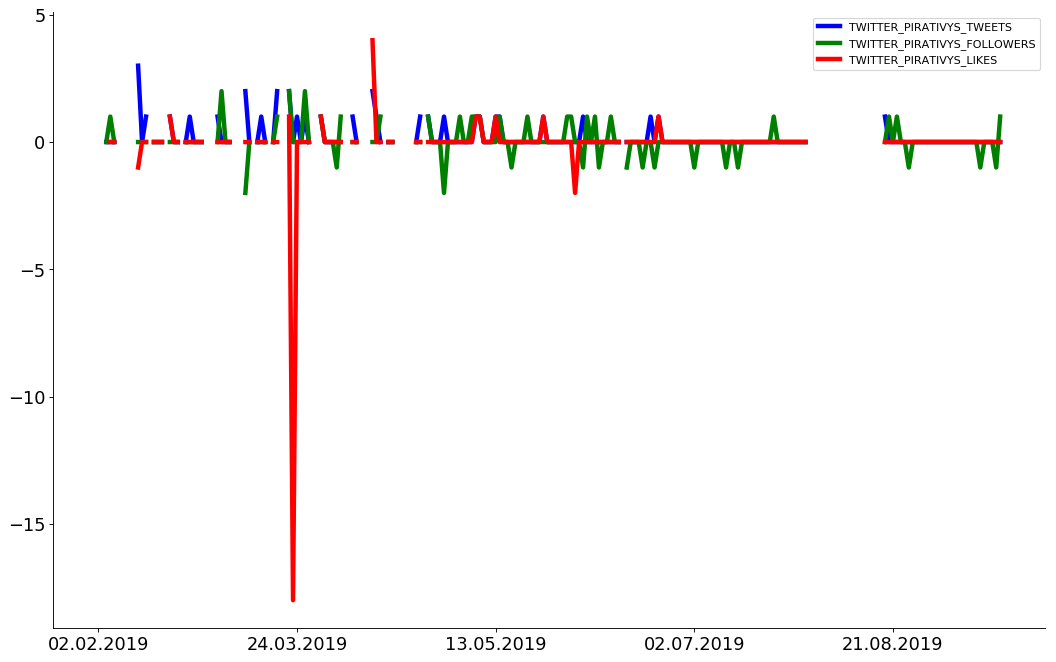 5
0
−5
−10
−15
02.02.2019 24.03.2019 13.05.2019 02.07.2019 21.08.2019
TWITTER_PIRATIVYS_TWEETS
TWITTER_PIRATIVYS_FOLLOWERS
TWITTER_PIRATIVYS_LIKES